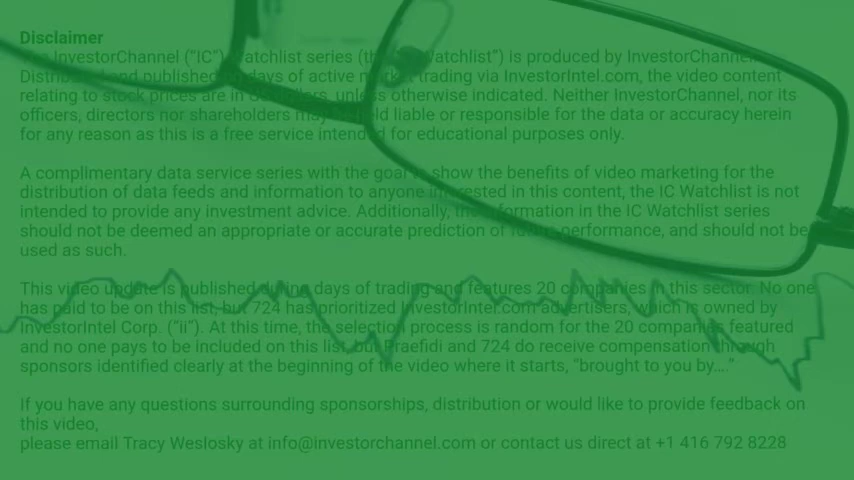 Disclaimer
The InvestorChannel (“IC”) Watchlist series (the “Watchlist”) is produced by InvestorChannel.
Distributed and published on days of active market trading via InvestorIntel.com, the video content
relating to stock prices are in US dollars, unless otherwise indicated. Neither InvestorChannel, nor its
officers, directors nor shareholders may be held liable or responsible for the data or accuracy herein
for any reason as this is a free service intended for educational purposes only.
A complimentary data service series with the goal to show the benefits of video marketing for the
distribution of data feeds and information to anyone interested in this content, the IC Watchlist is not
intended to provide any investment advice. Additionally, the information in the IC Watchlist series
should not be deemed an appropriate or accurate prediction of future performance, and should not be
used as such.
This video update is published during days of trading and features 20 companies in this sector. No one
has paid to be on this list, but 724 has prioritized InvestorIntel.com advertisers, which is owned by
InvestorIntel Corp. (“ii”). At this time, the selection process is random for the 20 companies featured
and no one pays to be included on this list, but Praefidi and 724 do receive compensation through
sponsors identified clearly at the beginning of the video where it starts, “brought to you by....”
If you have any questions surrounding sponsorships, distribution or would like to provide feedback on
this video,
please email Tracy Weslosky at info@investorchannel.com or contact us direct at +1 416 792 8228